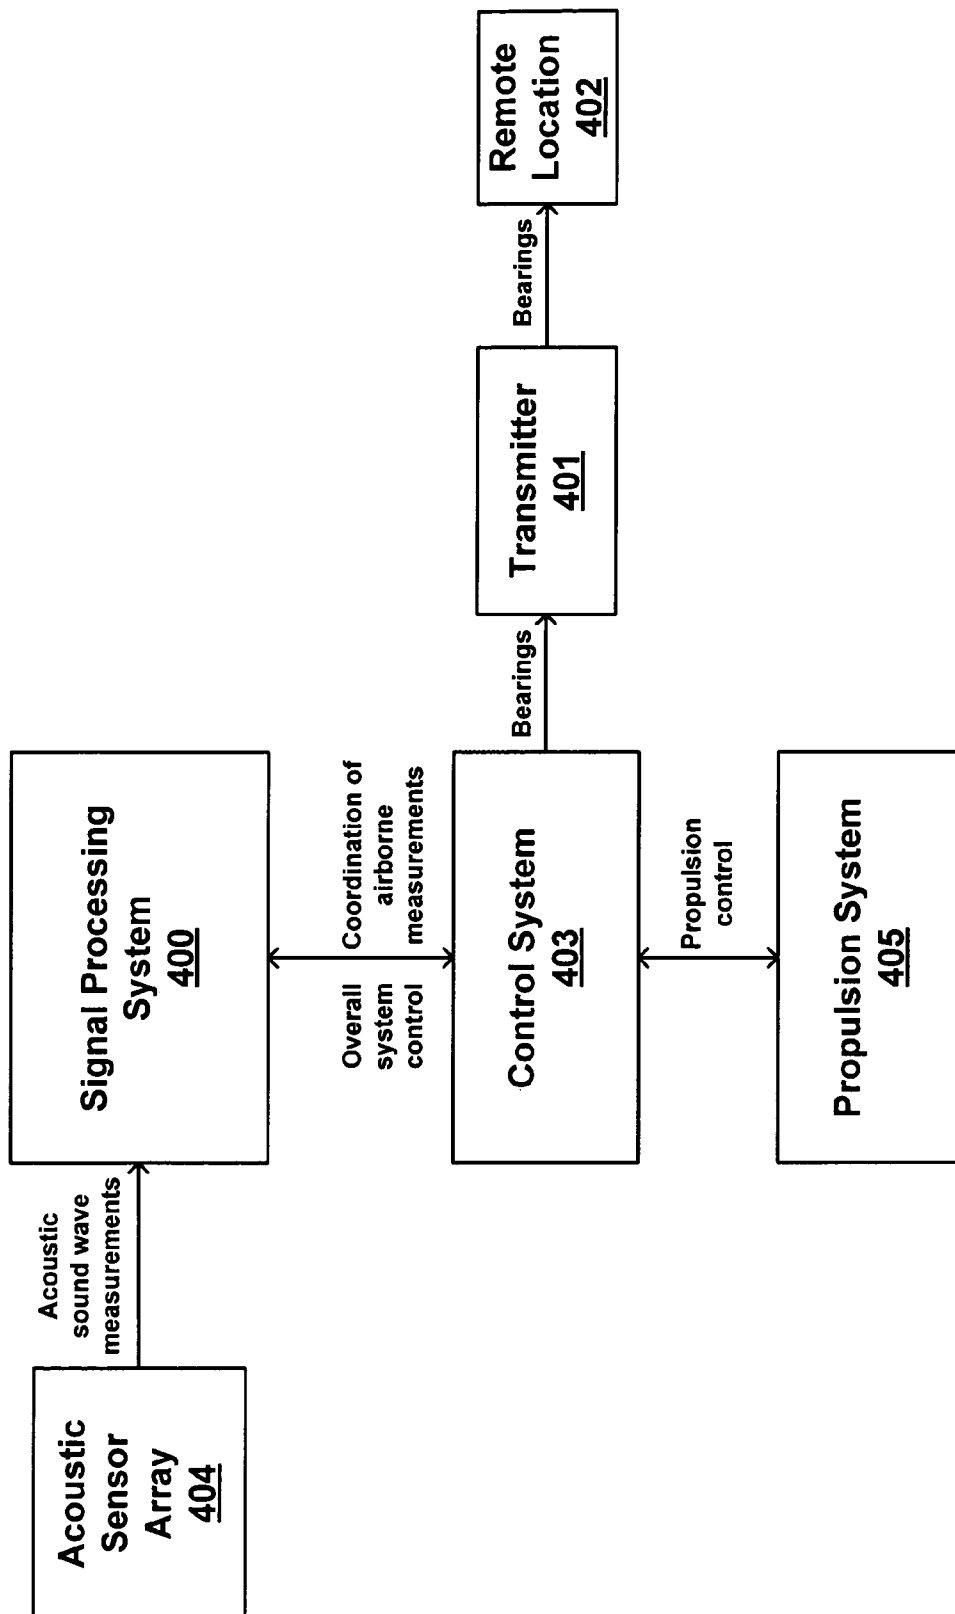 Acoustic
Sensor
Array
404
Acoustic
sound wave
measurements
Signal Processing
System
400
Overall
system
control
Coordination of
airborne
measurements
Control System
403
Bearings
Transmitter
401
Bearings
Remote
Location
402
Propulsion
control
Propulsion System
405